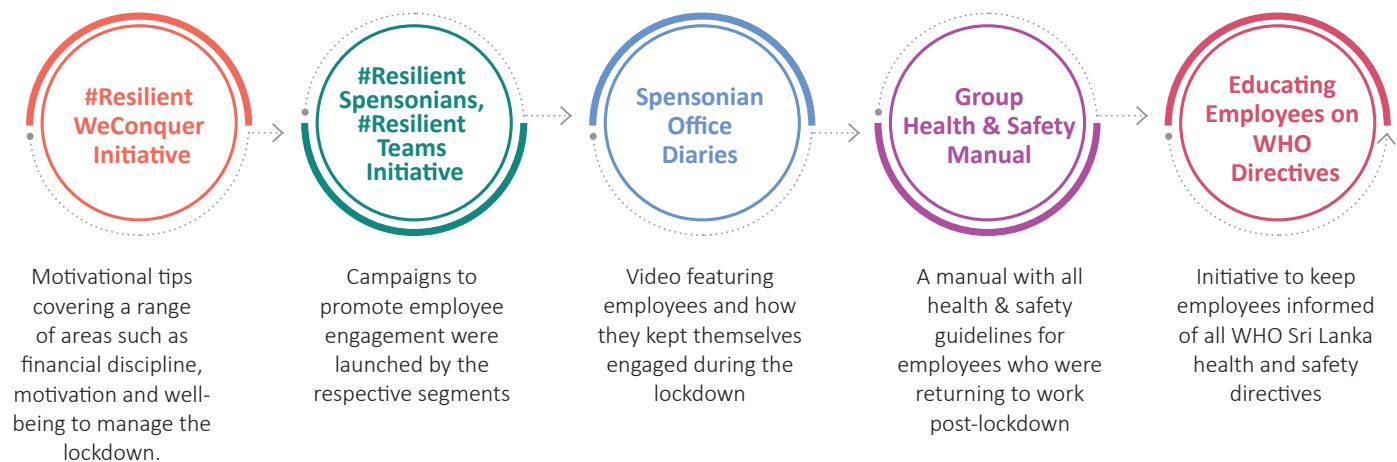 #Resilient
WeConquer
Initiative
#Resilient
Spensonians,
#Resilient
Teams
Initiative
Spensonian
Office
Diaries
Group
Health & Safety
Manual
Educating
Employees on
WHO
Directives
Motivational tips
covering a range
of areas such as
financial discipline,
motivation and well-
being to manage the
lockdown.
Campaigns to
promote employee
engagement were
launched by the
respective segments
Video featuring
employees and how
they kept themselves
engaged during the
lockdown
A manual with all
health & safety
guidelines for
employees who were
returning to work
post-lockdown
Initiative to keep
employees informed
of all WHO Sri Lanka
health and safety
directives